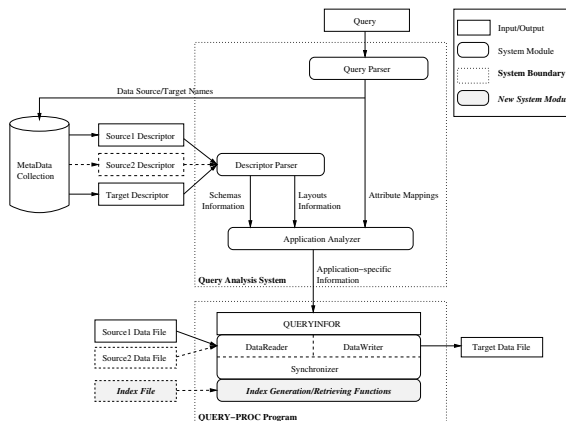 Query
Input/Output
System Module
System Boundary
New System Modul
Query Parser
Data Source/Target Names
MetaData
Collection
Source1 Descriptor
Source2 Descriptor
Target Descriptor
Descriptor Parser
Schemas
Information
Layouts
Information
Attribute Mappings
Application Analyzer
Query Analysis System
Application-specific
Information
QUERYINFOR
Source1 Data File
Source2 Data File
DataReader
DataWriter
Target Data File
Synchronizer
Index File
Index Generation/Retrieving Functions
QUERY-PROC Program